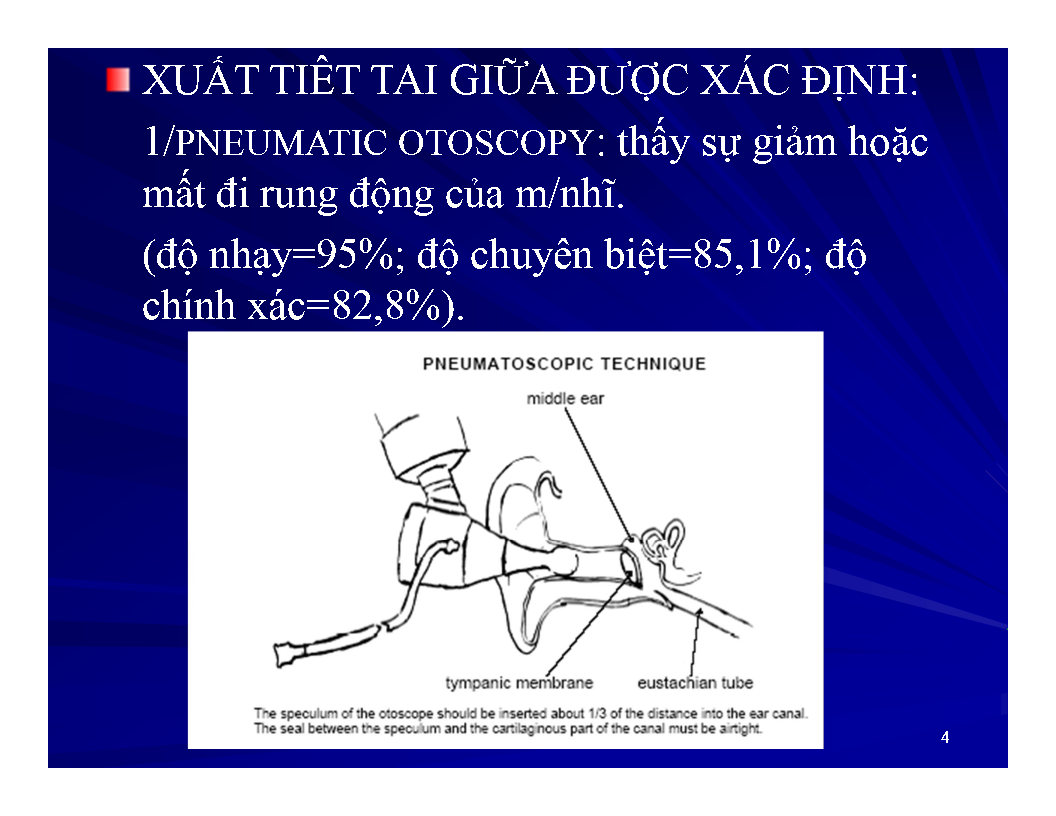 XUẤT TIẾT TAI GIỮA ĐƯỢC XÁC ĐỊNH:
1/PNEUMATIC OTOSCOPY: thấy sự giảm hoặc
mất đi rung động của m/nhĩ.
(độ nhạy=95%; độ chuyên biệt=85,1%; độ
chính xác=82,8%).
PNEUMATOSCOPIC TECHNIQUE
middle ear
tympanic membrane
eustachian tube
The speculum of the otoscope should be inserted about 1/3 of the distance into the ear canal.
The seal between the speculum and the cartilaginous part of the canal must be airtight.
4